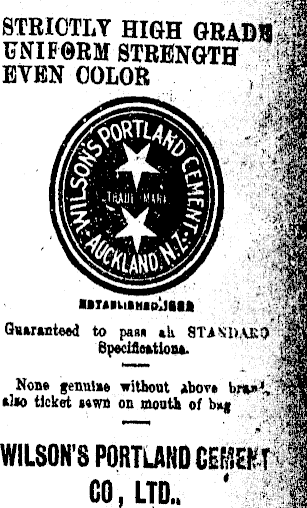 STRICTLY HIGH GRADE
UNIFORM STRENGTH
EVEN COLOR
WILSON'S PORTLAND CEMENT
TRADE MARK
AUCKLAND. N.Z.
ESTABLISHED
Guaranteed to pass all STANDARD
Specifications.
None genuine without above brand,
also ticket sewn on mouth of bag
WILSON'S PORTLAND CEMENT
CO, LTD..